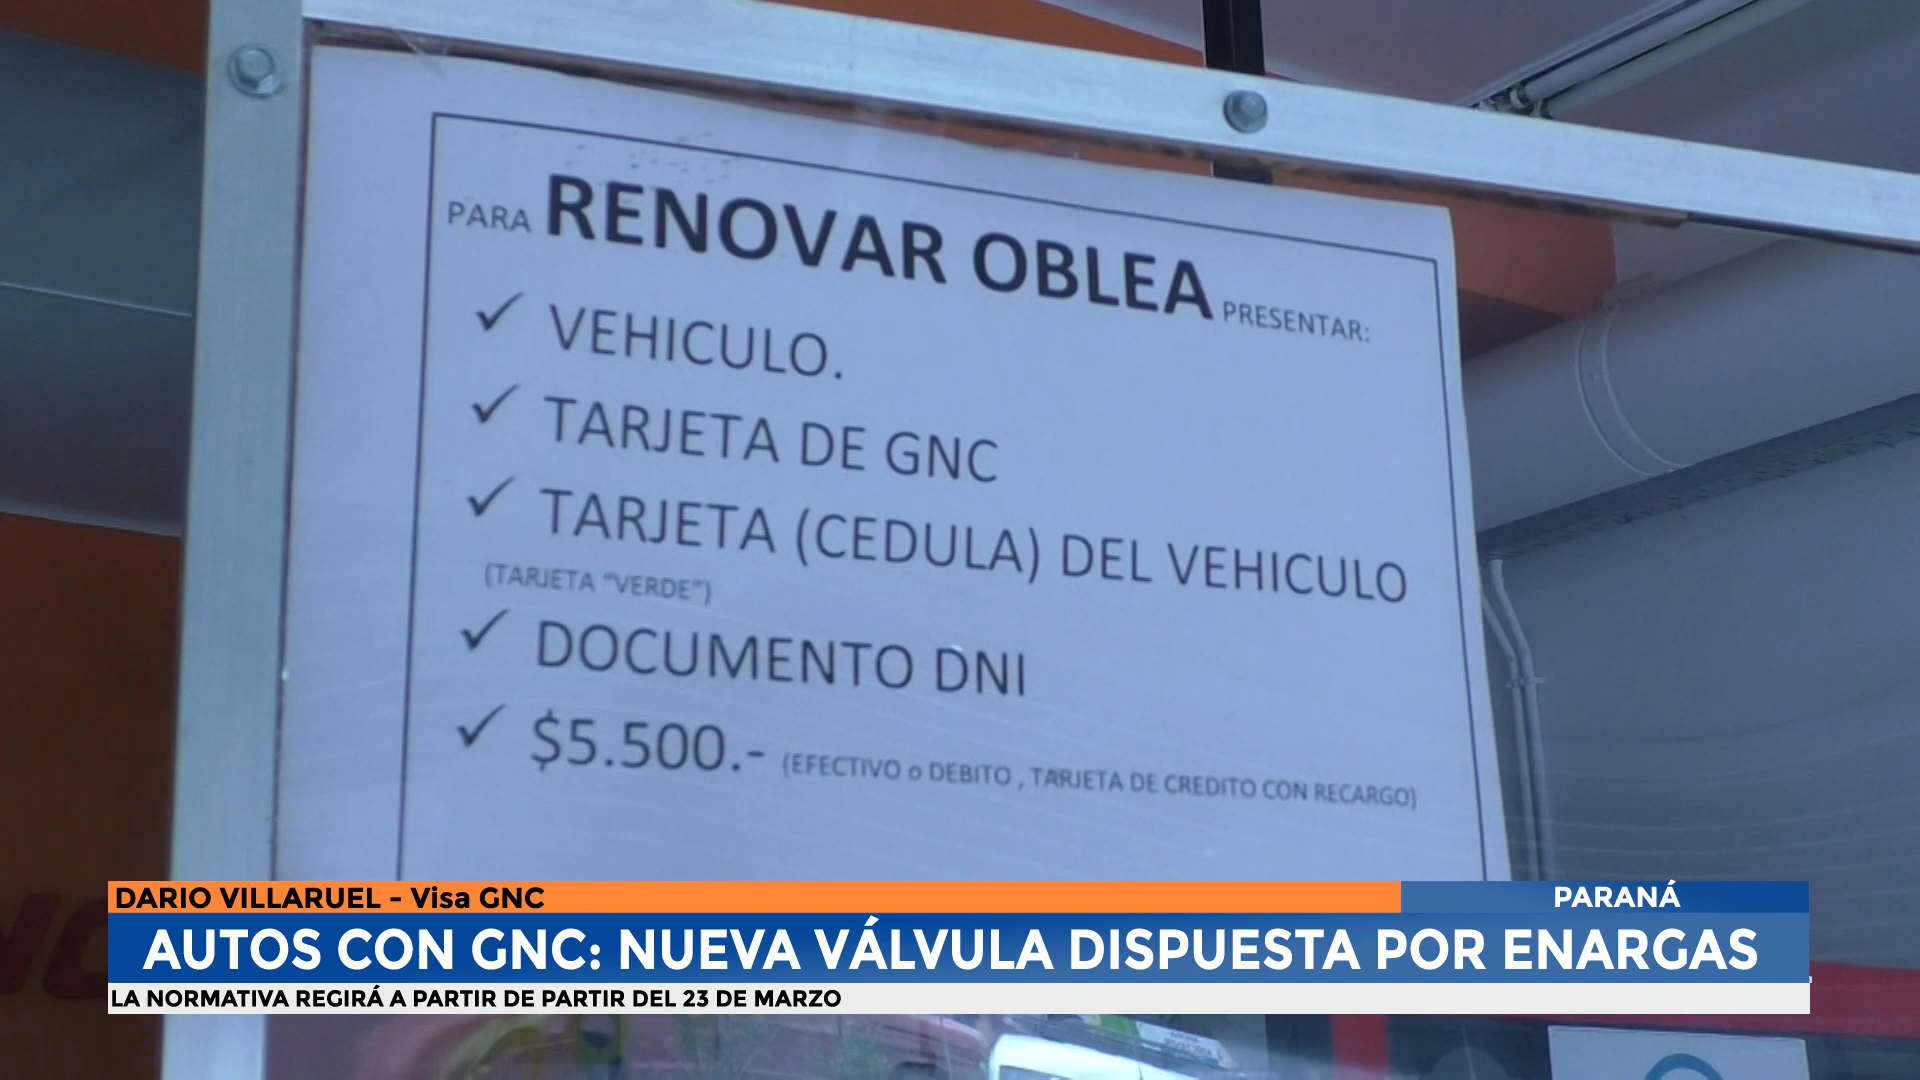 PARA RENOVAR OBLEA PRESENTAR:
✓ VEHICULO.
✓ TARJETA DE GNC
✓ TARJETA (CEDULA) DEL VEHICULO
(TARJETA "VERDE")
✓ DOCUMENTO DNI
✓ $5.500.- (EFECTIVO o DEBITO , TARJETA DE CREDITO CON RECARGO)
DARIO VILLARUEL - Visa GNC
PARANÁ
AUTOS CON GNC: NUEVA VÁLVULA DISPUESTA POR ENARGAS
LA NORMATIVA REGIRÁ A PARTIR DE PARTIR DEL 23 DE MARZO